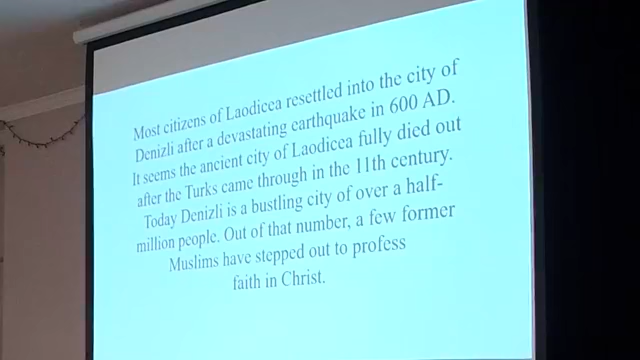 Most citizens of Laodicea resettled into the city of
Denizli after a devastating earthquake in 600 AD.
It seems the ancient city of Laodicea fully died out
after the Turks came through in the 11th century.
Today Denizli is a bustling city of over a half-
million people. Out of that number, a few former
Muslims have stepped out to profess
faith in Christ.